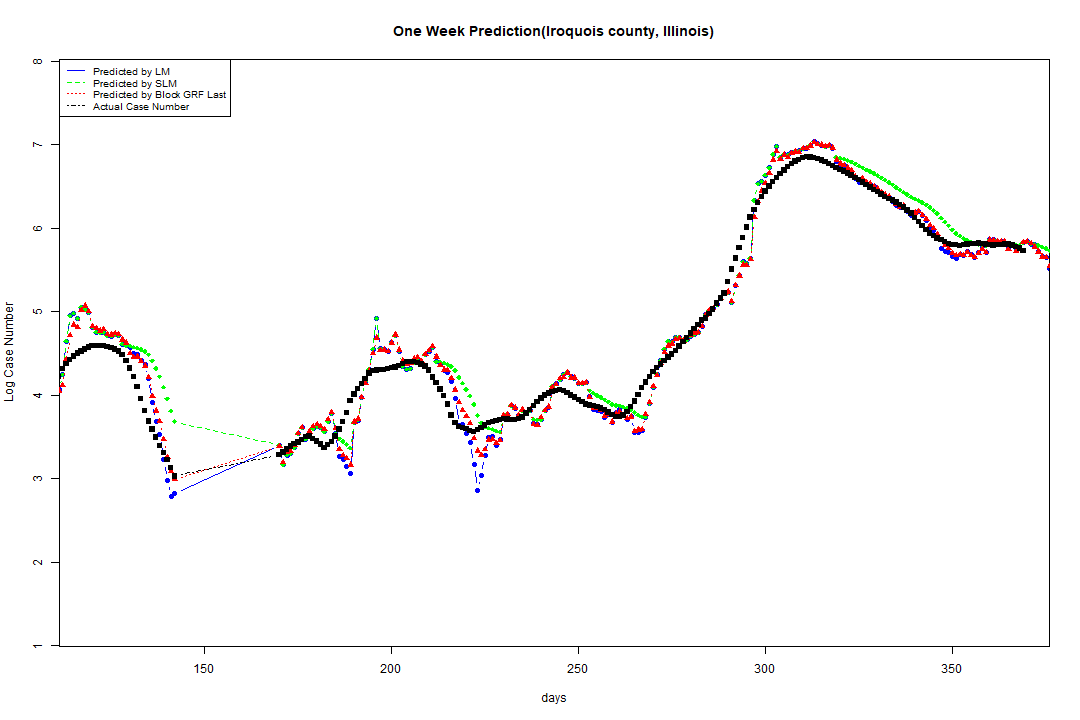 One Week Prediction(Iroquois county, Illinois)
Predicted by LM
Predicted by SLM
Predicted by Block GRF Last
Actual Case Number
8
7
6
5
4
3
2
1
Log Case Number
150 200 250 300 350
days